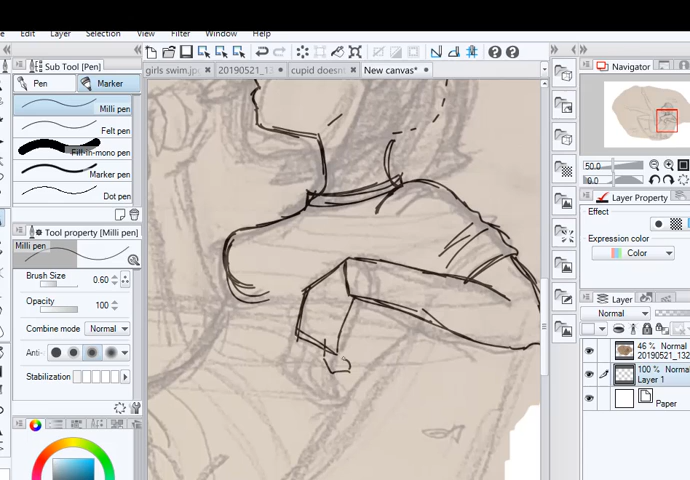 Edit Layer Selection View Filter Window Help
Sub Tool [Pen]
Pen Marker
Milli pen
Felt pen
Fill-in-mono pen
Marker pen
Dot pen
Tool property [Milli pen]
Milli pen
Brush Size 0.60
Opacity 100
Combine mode Normal
Anti-
Stabilization
girls swim.jpg 20190521_13 cupid doesn New canvas*
Navigator
50.0
0.0
Layer Property
Effect
Expression color
Color
Layer
Normal
46 % Normal
20190521_132
100 % Norma
Layer 1
Paper